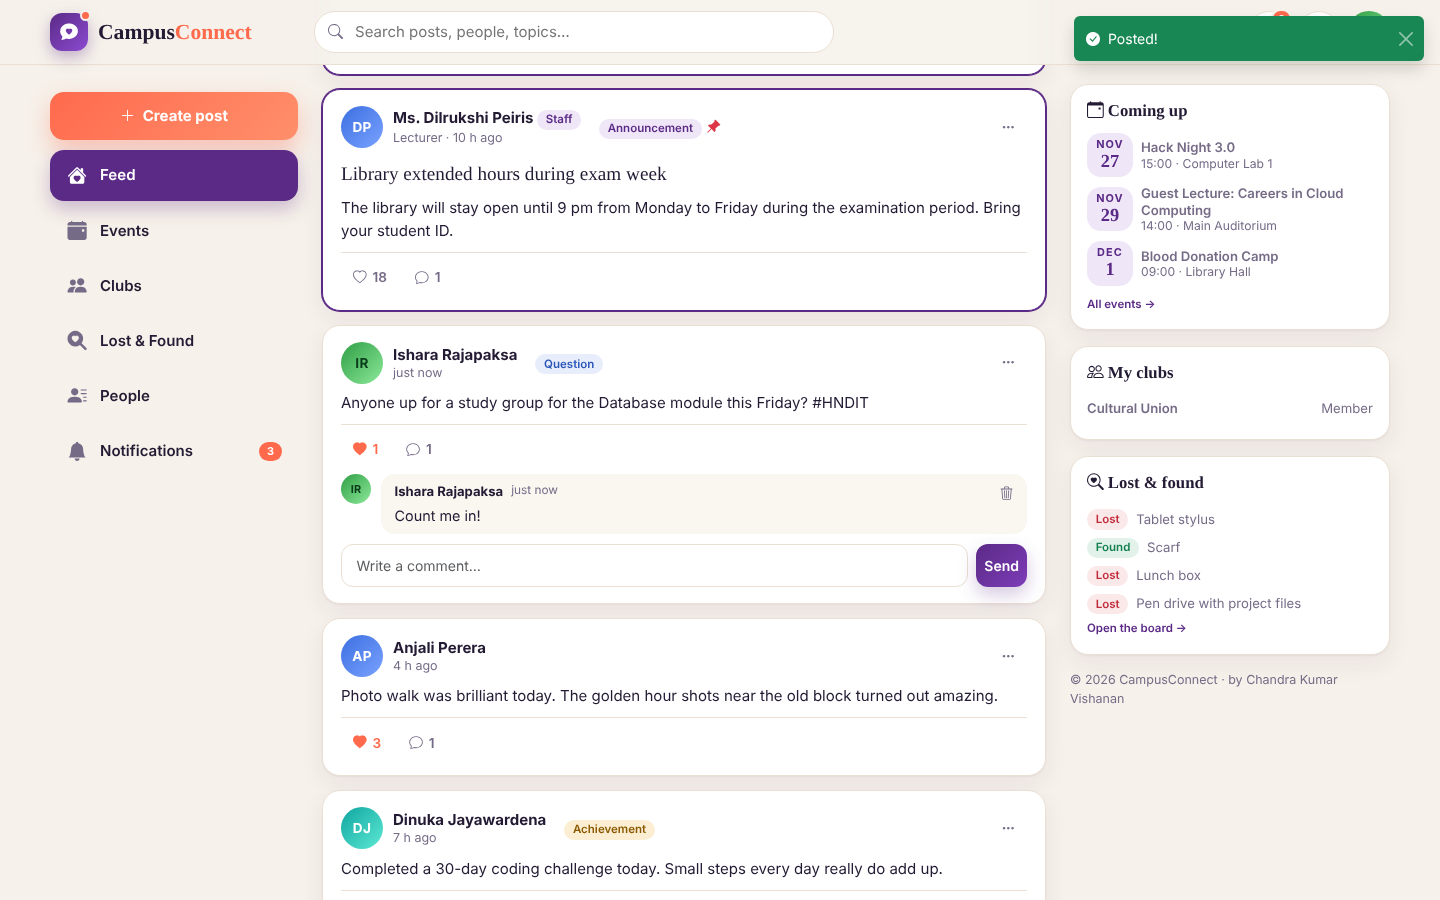 CampusConnect
Search posts, people, topics...
Posted!
Create post
Feed
Events
Clubs
Lost & Found
People
Notifications
3
DP
Ms. Dilrukshi Peiris Staff
Announcement
Lecturer · 10 h ago
Library extended hours during exam week
The library will stay open until 9 pm from Monday to Friday during the examination period. Bring
your student ID.
18
1
IR
Ishara Rajapaksa
Question
just now
Anyone up for a study group for the Database module this Friday? #HNDIT
1
1
IR
Ishara Rajapaksa just now
Count me in!
Write a comment...
Send
AP
Anjali Perera
4 h ago
Photo walk was brilliant today. The golden hour shots near the old block turned out amazing.
3
1
DJ
Dinuka Jayawardena
Achievement
7 h ago
Completed a 30-day coding challenge today. Small steps every day really do add up.
Coming up
NOV
27
Hack Night 3.0
15:00 · Computer Lab 1
NOV
29
Guest Lecture: Careers in Cloud
Computing
14:00 · Main Auditorium
DEC
1
Blood Donation Camp
09:00 · Library Hall
All events →
My clubs
Cultural Union
Member
Lost & found
Lost Tablet stylus
Found Scarf
Lost Lunch box
Lost Pen drive with project files
Open the board →
© 2026 CampusConnect · by Chandra Kumar
Vishanan